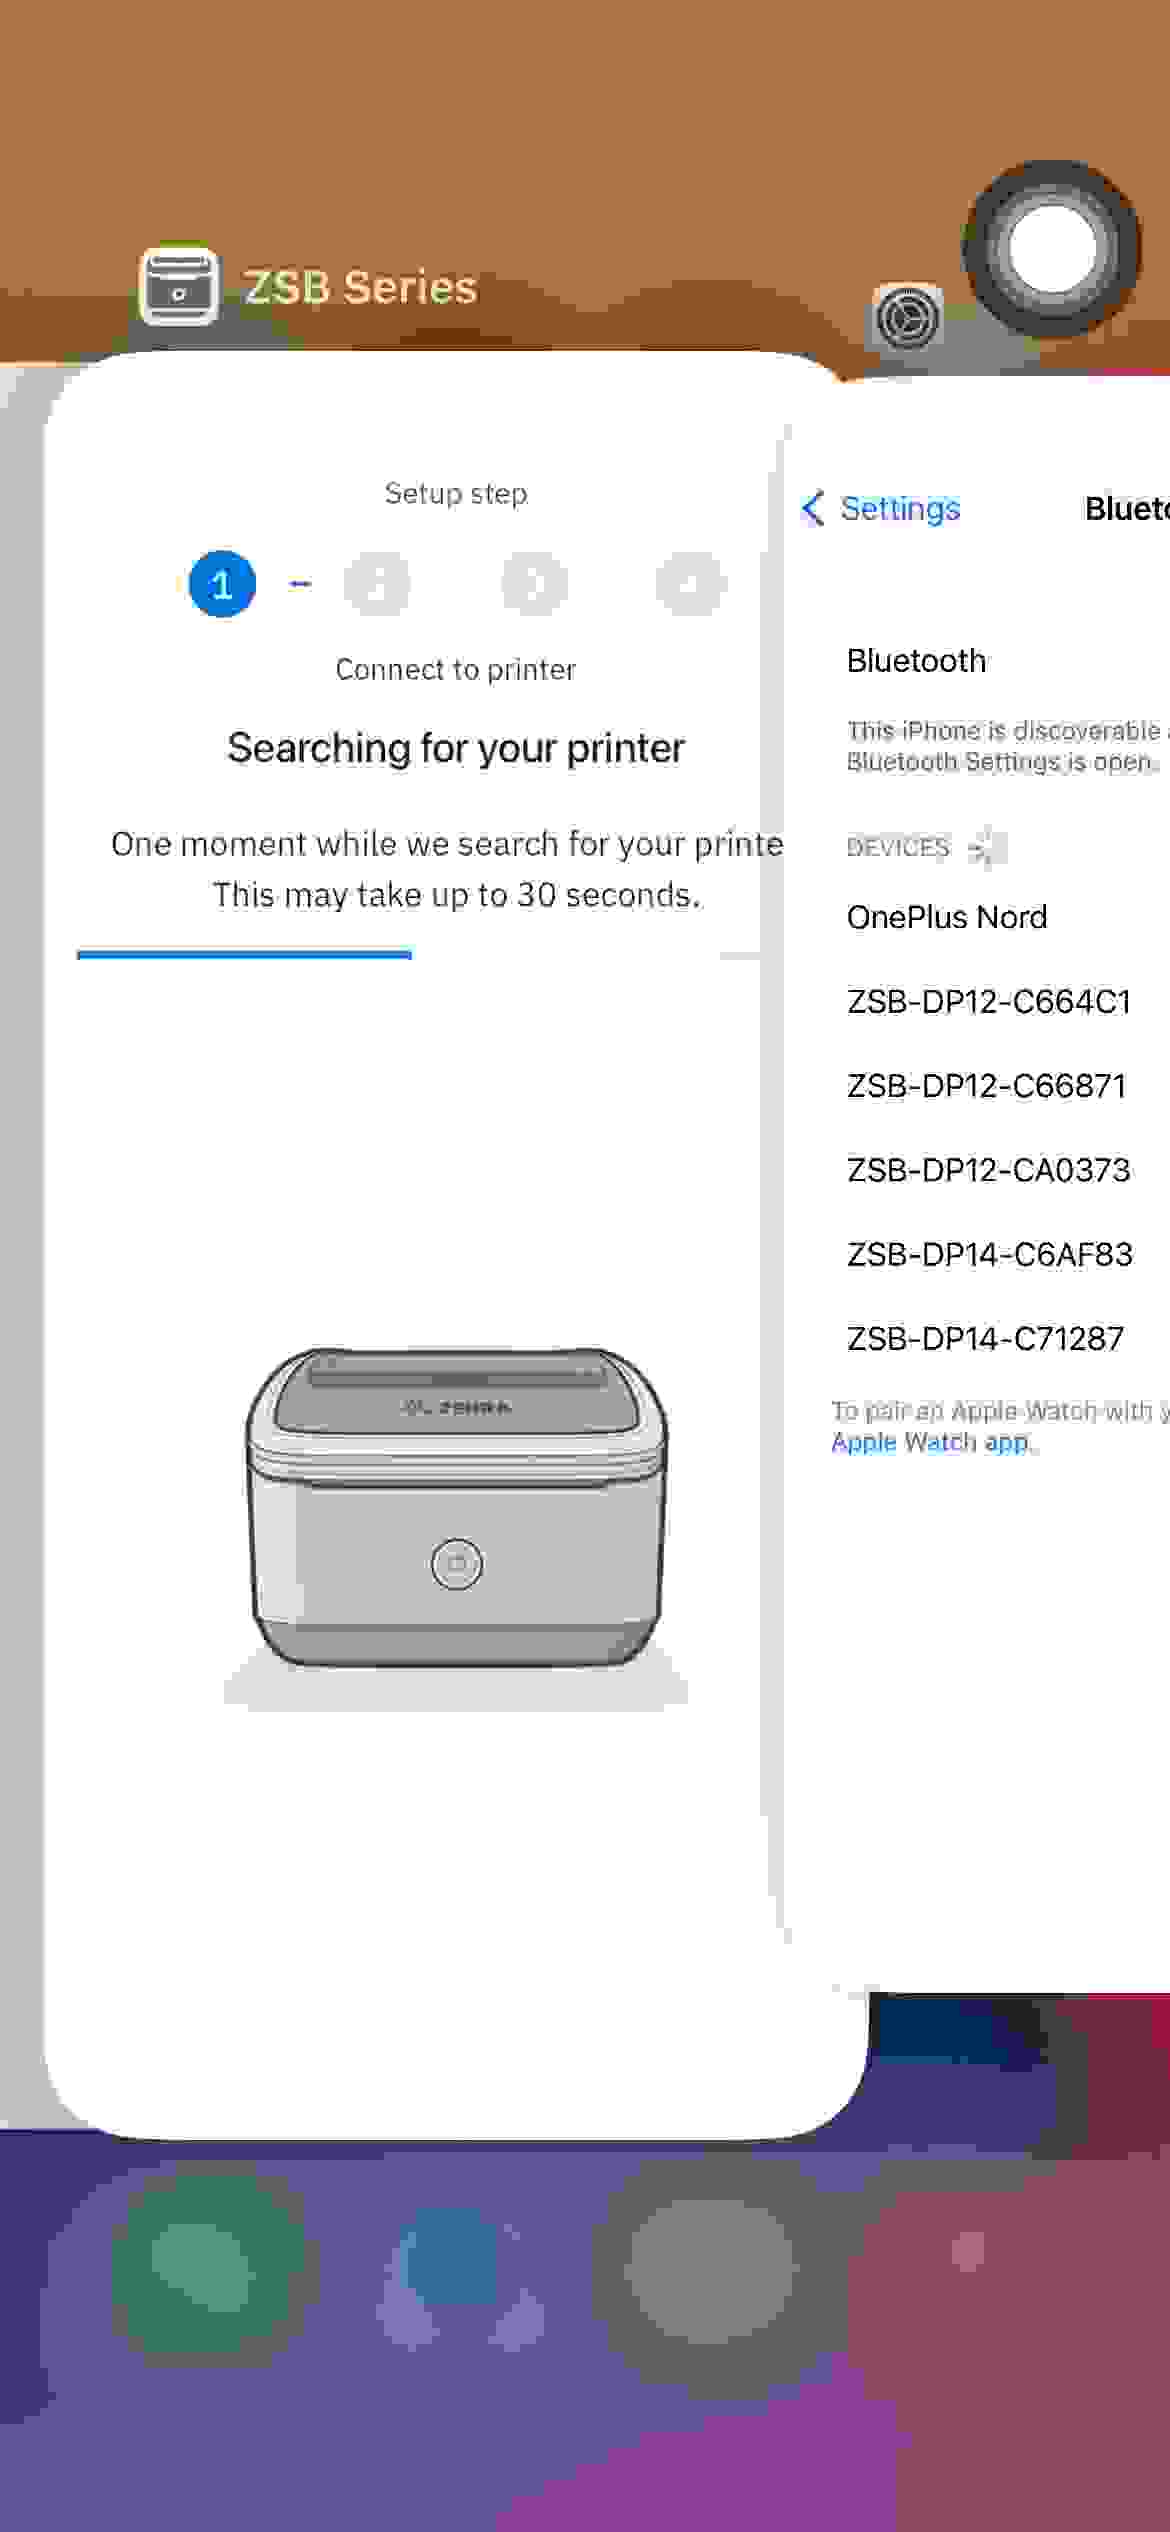 ZSB Series
Setup step
1
Connect to printer
Searching for your printer
One moment while we search for your printe
This may take up to 30 seconds.
ZEBRA
Settings
Blueto
Bluetooth
This iPhone is discoverable
Bluetooth Settings is open.
DEVICES
OnePlus Nord
ZSB-DP12-C664C1
ZSB-DP12-C66871
ZSB-DP12-CA0373
ZSB-DP14-C6AF83
ZSB-DP14-C71287
To pair an Apple Watch with y
Apple Watch app.